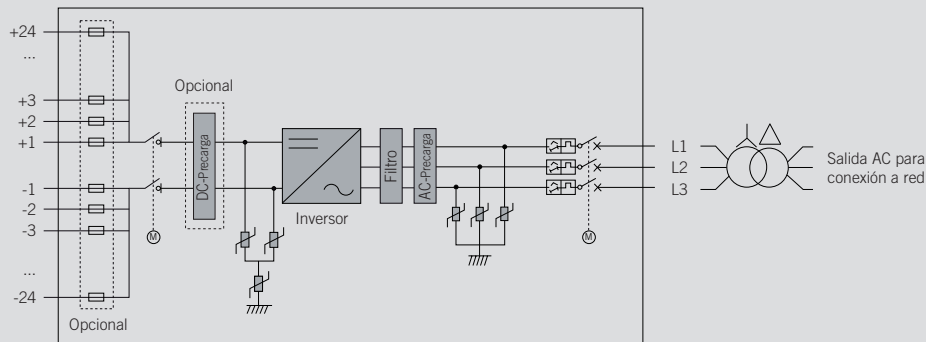 +24
...
+3
+2
+1
-1
-2
-3
...
-24
Opcional
Opcional
DC-Precarga
M
Inversor
Filtro
AC-Precarga
M
L1
L2
L3
Salida AC para
conexión a red